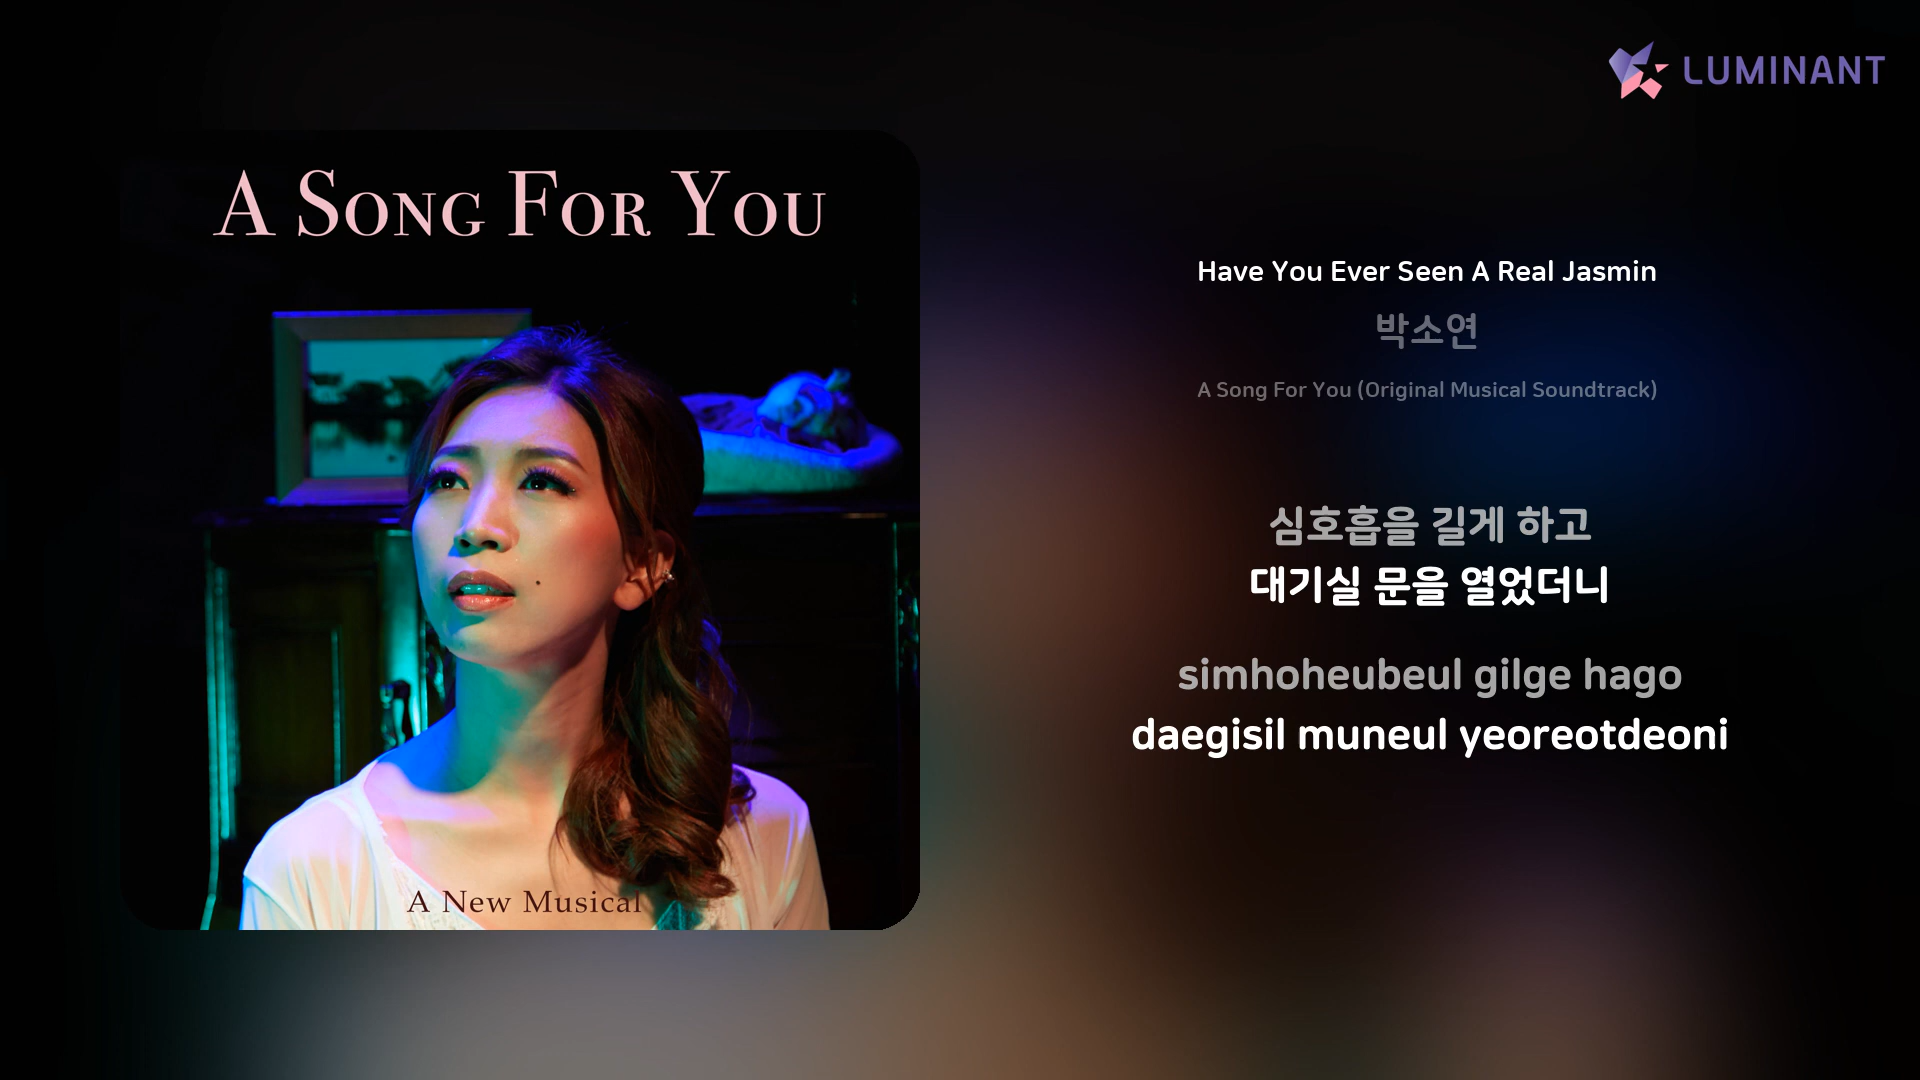 LUMINANT
A Song For You
A New Musical
Have You Ever Seen A Real Jasmin
박소연
A Song For You (Original Musical Soundtrack)
심호흡을 길게 하고
대기실 문을 열었더니
simhoheubeul gilge hago
daegisil muneul yeoreotdeoni